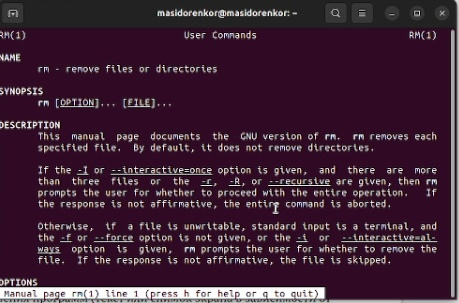 masidorenkor@masidorenkor: ~
RM(1) User Commands RM(1)
NAME
rm - remove files or directories
SYNOPSIS
rm [OPTION]... [FILE]...
DESCRIPTION
This manual page documents the GNU version of rm. rm removes each
specified file. By default, it does not remove directories.
If the -I or --interactive=once option is given, and there are more
than three files or the -r, -R, or --recursive are given, then rm
prompts the user for whether to proceed with the entire operation. If
the response is not affirmative, the entire command is aborted.
Otherwise, if a file is unwritable, standard input is a terminal, and
the -f or --force option is not given, or the -i or --interactive=al‐
ways option is given, rm prompts the user for whether to remove the
file. If the response is not affirmative, the file is skipped.
OPTIONS
Manual page rm(1) line 1 (press h for help or q to quit)